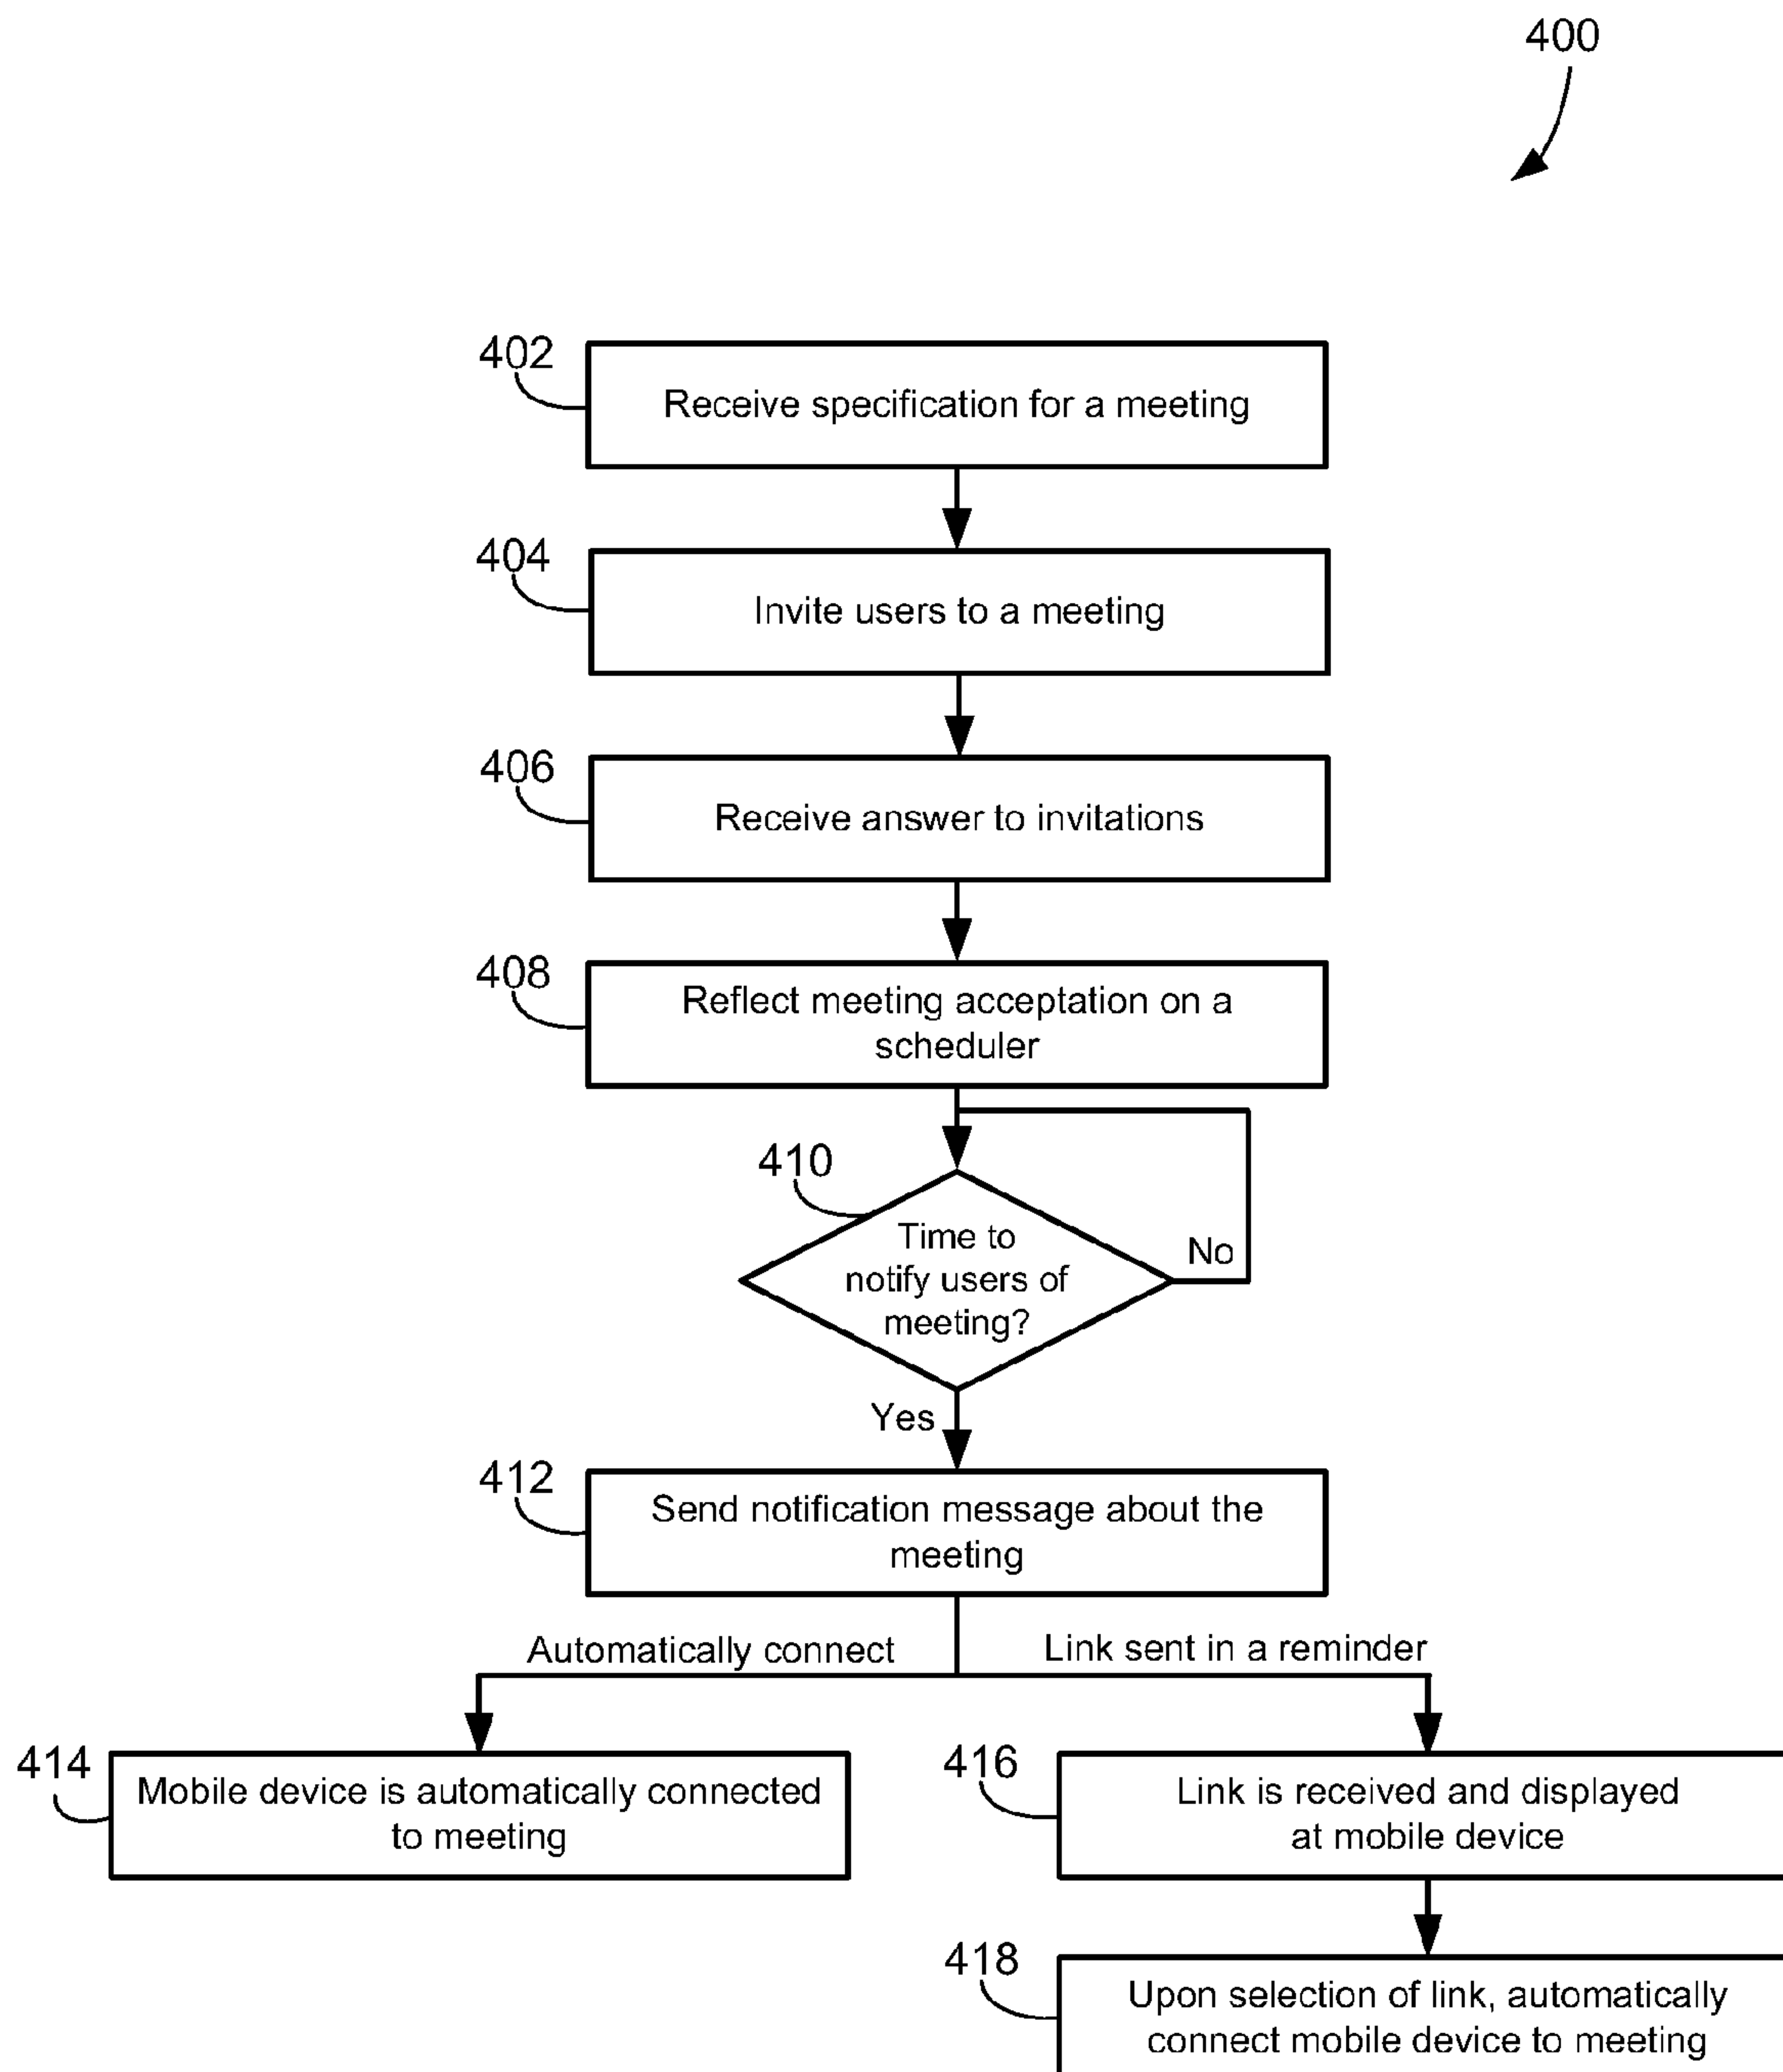 400
402
Receive specification for a meeting
404
Invite users to a meeting
406
Receive answer to invitations
408
Reflect meeting acceptation on a
scheduler
410
Time to
notify users of
meeting?
No
Yes
412
Send notification message about the
meeting
Automatically connect
Link sent in a reminder
414
Mobile device is automatically connected
to meeting
416
Link is received and displayed
at mobile device
418
Upon selection of link, automatically
connect mobile device to meeting